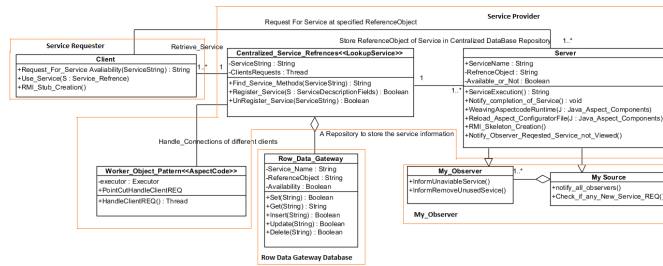 Request For Service at specified ReferenceObject
Service Provider
Service Requester
Store ReferenceObject of Service in Centralized DataBase Repository
1..*
Retrieve_Service
Client
+Request_For_Service Availability(ServiceString) : String
+Use_Service(S : Service_Refrence)
+RMI_Stub_Creation()
1..*
1
Centralized_Service_Refrences<<LookupService>>
-ServiceString : String
-ClientsRequests : Thread
+Find_Service_Methods(ServiceString) : String
+Register_Service(S : ServiceDecscriptionFields) : Boolean
+UnRegister_Service(ServiceString) : Boolean
1
1..*
Server
+ServiceName : String
-RefrenceObject : String
-Available_or_Not : Boolean
+ServiceExecution() : String
+Notify_completion_of_Service() : void
+WeavingAspectcodeRuntime(J : Java_Aspect_Components)
+Reload_Aspect_ConfiguratorFile(J : Java_Aspect_Components)
+RMI_Skeleton_Creation()
+Notify_Observer_Reqested_Service_not_Viewed()
Handle_Connections of different clients
A Repository to store the service information
Worker_Object_Pattern<<AspectCode>>
-executor : Executor
+PointCutHandleClientREQ
+HandleClientREQ() : Thread
Row_Data_Gateway
-Service_Name : String
-ReferenceObject : String
-Availability : Boolean
+Set(String) : Boolean
+Get(String) : String
+Insert(String) : Boolean
+Update(String) : Boolean
+Delete(String) : Boolean
Row Data Gateway Database
My_Observer
+InformUnaviableService()
+InformRemoveUnusedSevice()
1..*
My Source
+notify_all_observers()
+Check_if_any_New_Service_REQ()
My_Observer